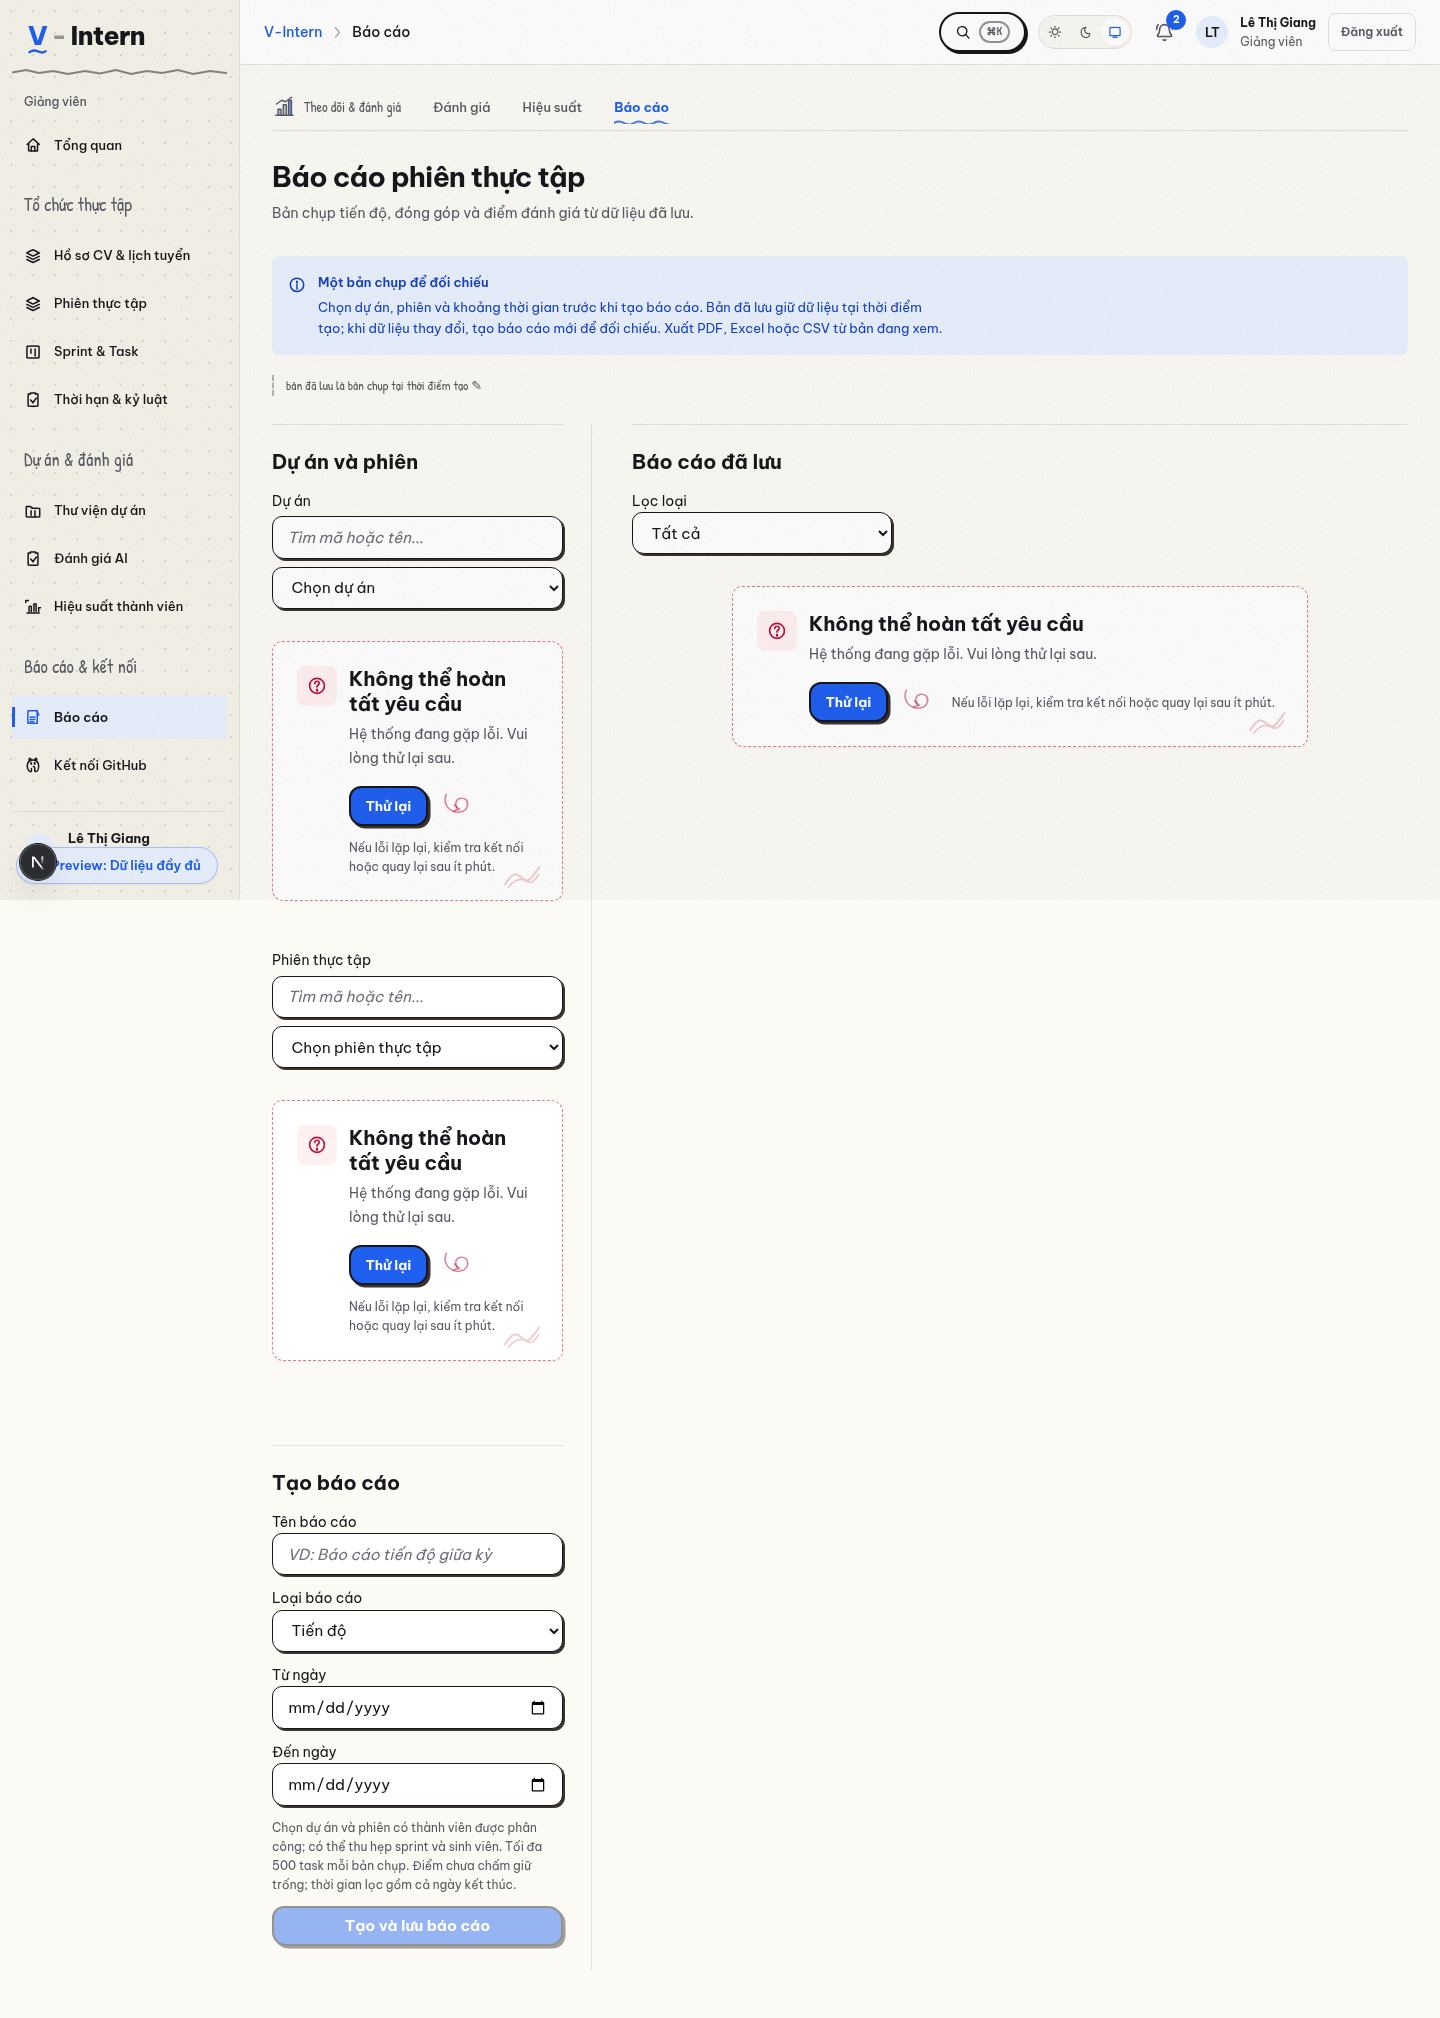 V - Intern
Giảng viên
Tổng quan
Tổ chức thực tập
Hồ sơ CV & lịch tuyển
Phiên thực tập
Sprint & Task
Thời hạn & kỷ luật
Dự án & đánh giá
Thư viện dự án
Đánh giá AI
Hiệu suất thành viên
Báo cáo & kết nối
Báo cáo
Kết nối GitHub
Lê Thị Giang
Preview: Dữ liệu đầy đủ
V-Intern > Báo cáo
⌘K
2
LT
Lê Thị Giang
Giảng viên
Đăng xuất
Theo dõi & đánh giá
Đánh giá
Hiệu suất
Báo cáo
Báo cáo phiên thực tập
Bản chụp tiến độ, đóng góp và điểm đánh giá từ dữ liệu đã lưu.
Một bản chụp để đối chiếu
Chọn dự án, phiên và khoảng thời gian trước khi tạo báo cáo. Bản đã lưu giữ dữ liệu tại thời điểm
tạo; khi dữ liệu thay đổi, tạo báo cáo mới để đối chiếu. Xuất PDF, Excel hoặc CSV từ bản đang xem.
bản đã lưu là bản chụp tại thời điểm tạo ✎
Dự án và phiên
Dự án
Tìm mã hoặc tên...
Chọn dự án
Không thể hoàn
tất yêu cầu
Hệ thống đang gặp lỗi. Vui
lòng thử lại sau.
Thử lại
Nếu lỗi lặp lại, kiểm tra kết nối
hoặc quay lại sau ít phút.
Phiên thực tập
Tìm mã hoặc tên...
Chọn phiên thực tập
Không thể hoàn
tất yêu cầu
Hệ thống đang gặp lỗi. Vui
lòng thử lại sau.
Thử lại
Nếu lỗi lặp lại, kiểm tra kết nối
hoặc quay lại sau ít phút.
Tạo báo cáo
Tên báo cáo
VD: Báo cáo tiến độ giữa kỳ
Loại báo cáo
Tiến độ
Từ ngày
mm/dd/yyyy
Đến ngày
mm/dd/yyyy
Chọn dự án và phiên có thành viên được phân
công; có thể thu hẹp sprint và sinh viên. Tối đa
500 task mỗi bản chụp. Điểm chưa chấm giữ
trống; thời gian lọc gồm cả ngày kết thúc.
Tạo và lưu báo cáo
Báo cáo đã lưu
Lọc loại
Tất cả
Không thể hoàn tất yêu cầu
Hệ thống đang gặp lỗi. Vui lòng thử lại sau.
Thử lại
Nếu lỗi lặp lại, kiểm tra kết nối hoặc quay lại sau ít phút.